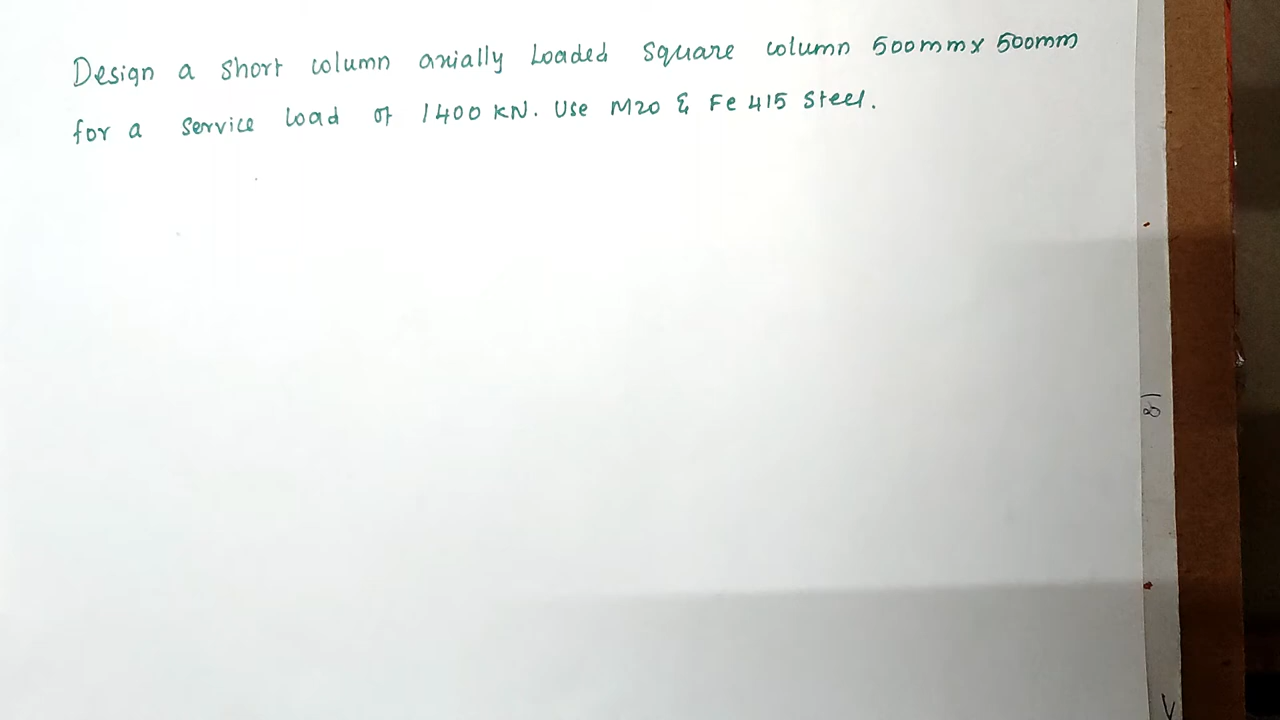 Design a short column axially Loaded square column 500mm x 500mm
for a service load of 1400 KN. Use M20 & Fe 415 Steel.
18